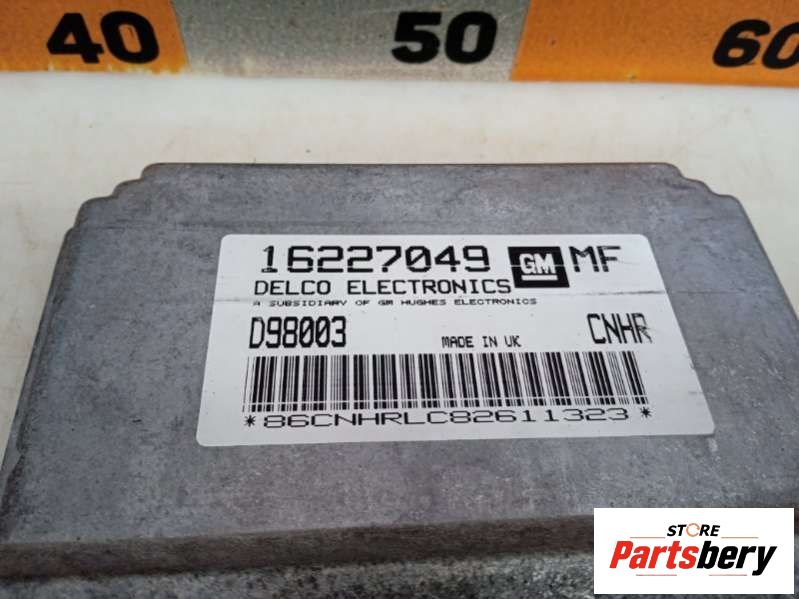 40 50 60
16227049 GM MF
DELCO ELECTRONICS
A SUBSIDIARY OF GM HUGHES ELECTRONICS
D98003 MADE IN UK CNHR
*86CNHRLC82611323*
STORE
Partsbery